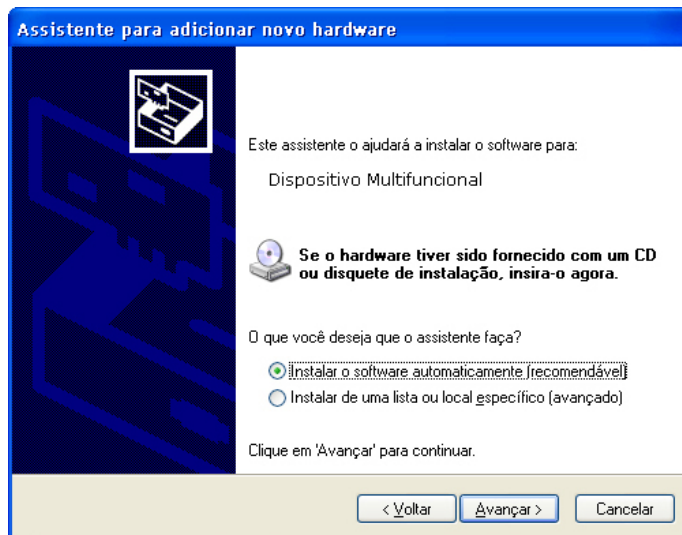 Assistente para adicionar novo hardware
Este assistente o ajudará a instalar o software para:
Dispositivo Multifuncional
Se o hardware tiver sido fornecido com um CD
ou disquete de instalação, insira-o agora.
O que você deseja que o assistente faça?
Instalar o software automaticamente (recomendável)
Instalar de uma lista ou local específico (avançado)
Clique em 'Avançar' para continuar.
< Voltar Avançar > Cancelar